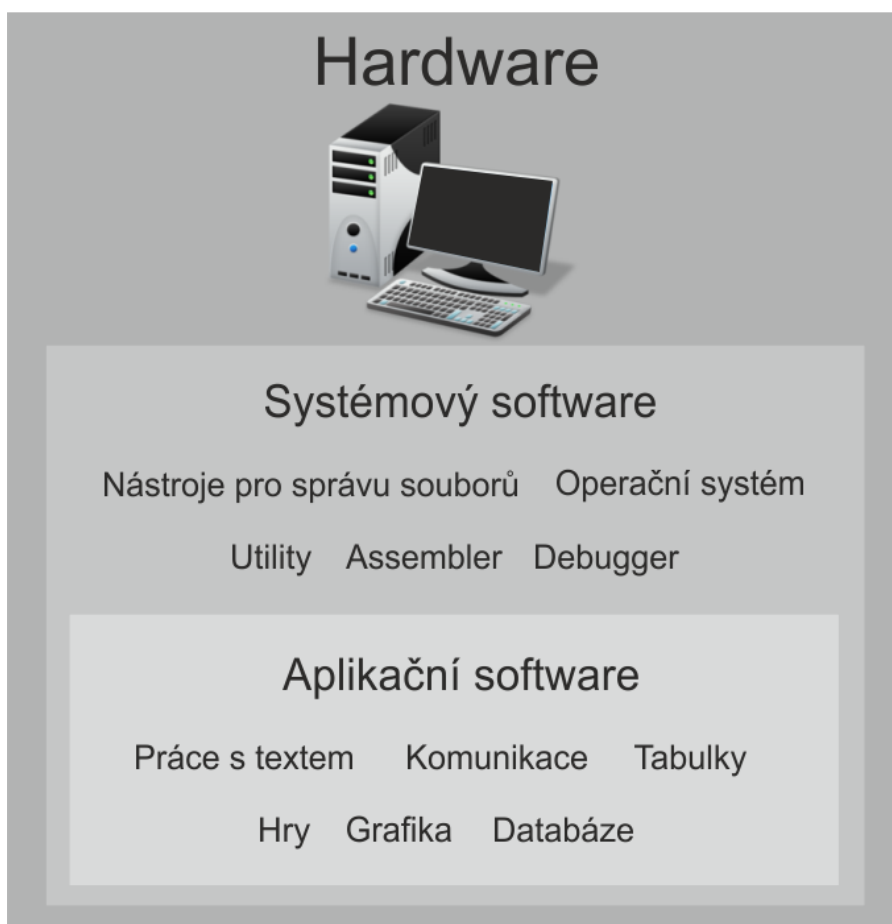 Hardware
Systémový software
Nástroje pro správu souborů Operační systém
Utility Assembler Debugger
Aplikační software
Práce s textem Komunikace Tabulky
Hry Grafika Databáze